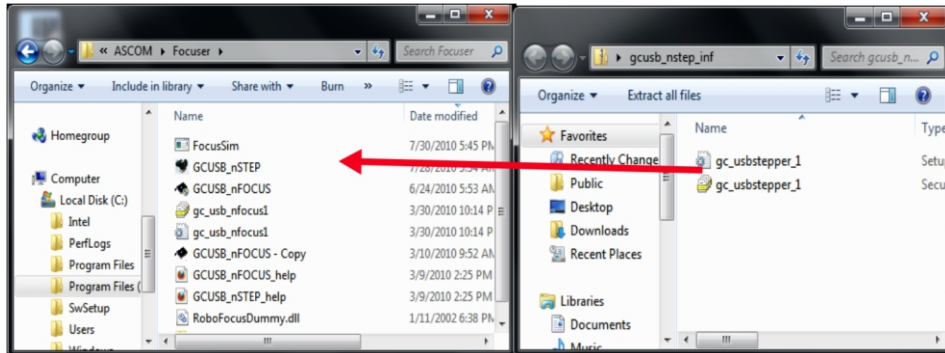 « ASCOM ▸ Focuser ▸
Search Focuser
Organize ▾ Include in library ▾ Share with ▾ Burn »
Homegroup
Computer
Local Disk (C:)
Intel
PerfLogs
Program Files
Program Files (
SwSetup
Users
Name Date modified
FocusSim 7/30/2010 5:45 PM
GCUSB_nSTEP
GCUSB_nFOCUS 6/24/2010 5:53 AM
gc_usb_nfocus1 3/30/2010 10:14 P
gc_usb_nfocus1 3/30/2010 10:14 P
GCUSB_nFOCUS - Copy 3/10/2010 9:52 AM
GCUSB_nFOCUS_help 3/9/2010 2:25 PM
GCUSB_nSTEP_help 3/9/2010 2:25 PM
RoboFocusDummy.dll 1/11/2002 6:38 PM
▸ gcusb_nstep_inf
Search gcusb_n...
Organize ▾ Extract all files
Favorites
Recently Change
Public
Desktop
Downloads
Recent Places
Libraries
Documents
Music
Name Type
gc_usbstepper_1 Setu
gc_usbstepper_1 Secu